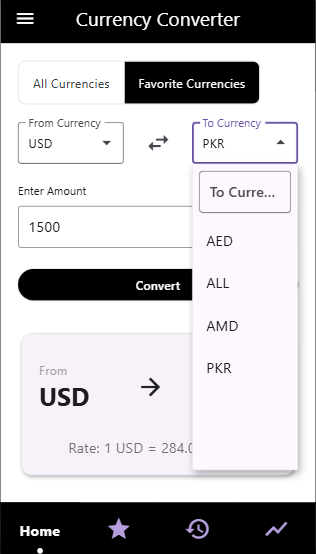 Currency Converter
All Currencies
Favorite Currencies
From Currency
USD
To Currency
PKR
To Curre...
Enter Amount
1500
AED
ALL
AMD
PKR
Convert
From
USD
Rate: 1 USD = 284.0
Home